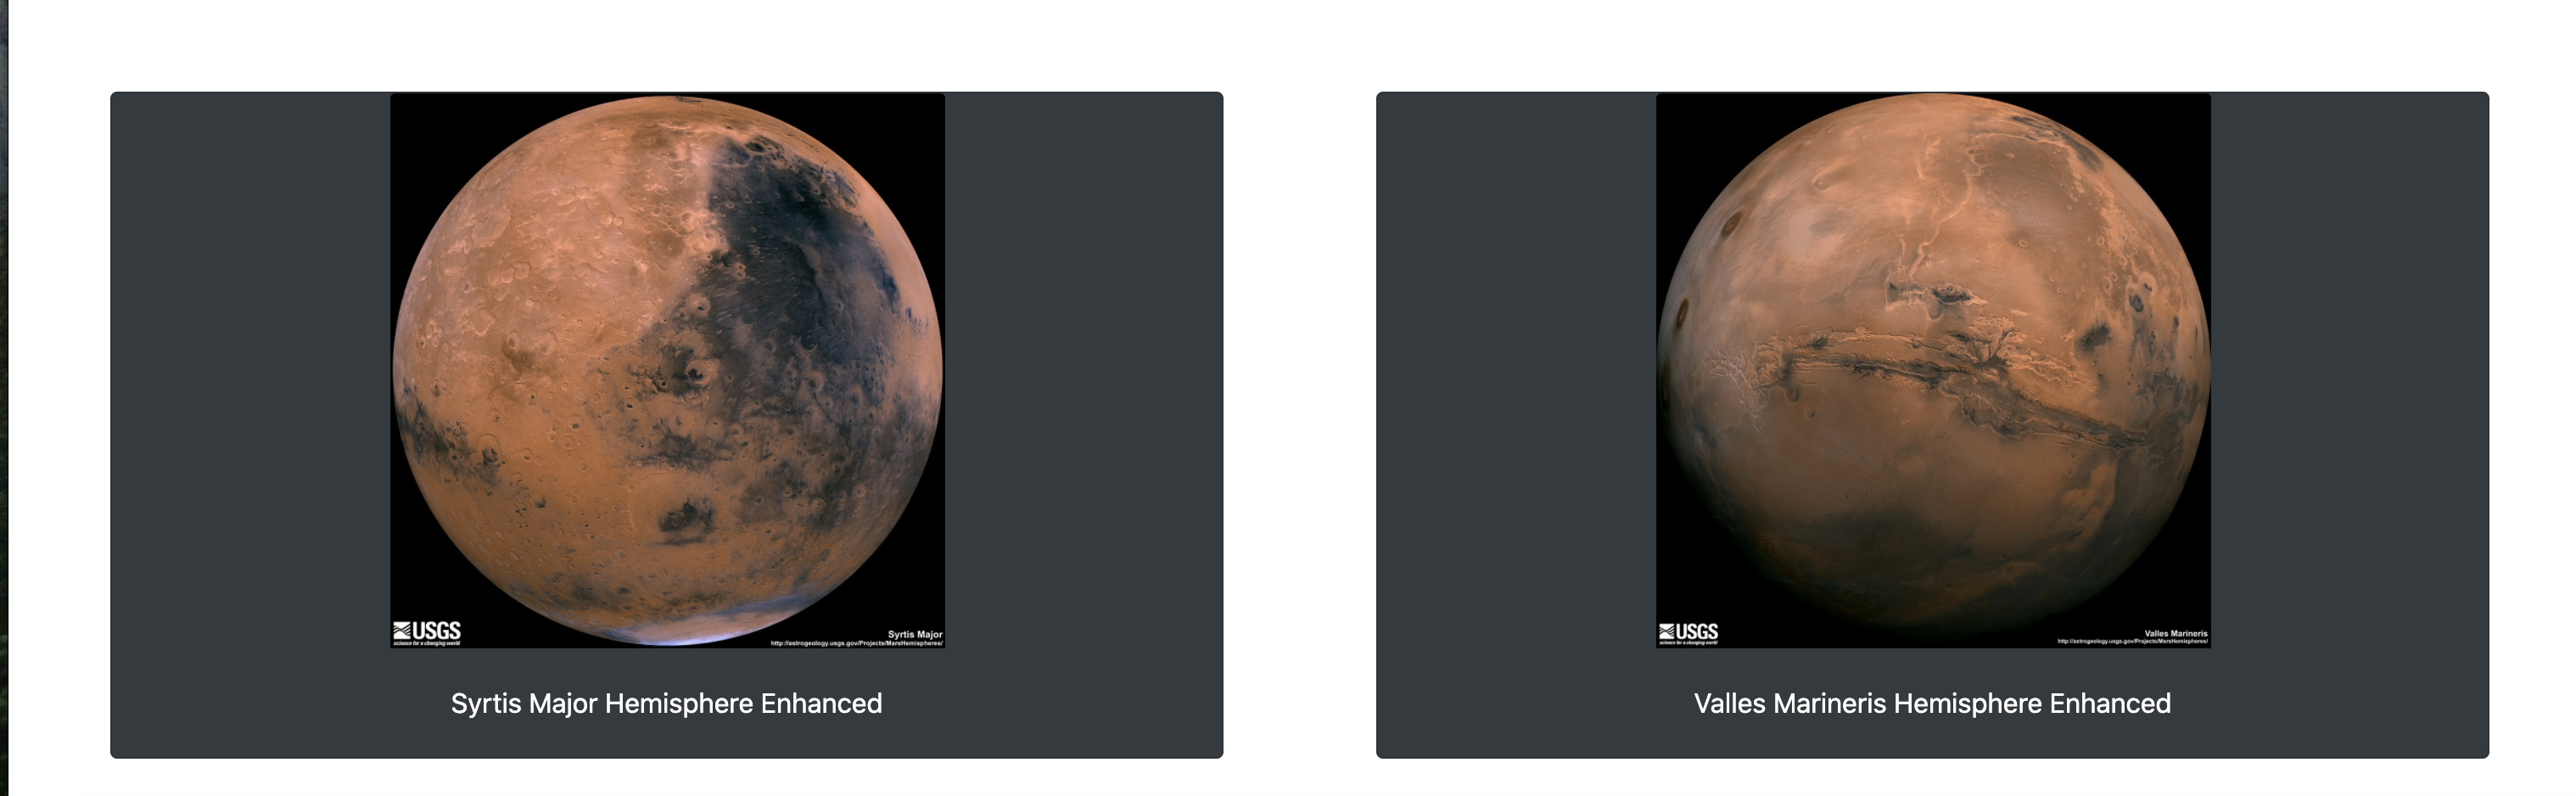 USGS
science for a changing world
Syrtis Major
http://astrogeology.usgs.gov/Projects/MarsHemispheres/
Syrtis Major Hemisphere Enhanced
USGS
science for a changing world
Valles Marineris
http://astrogeology.usgs.gov/Projects/MarsHemispheres/
Valles Marineris Hemisphere Enhanced